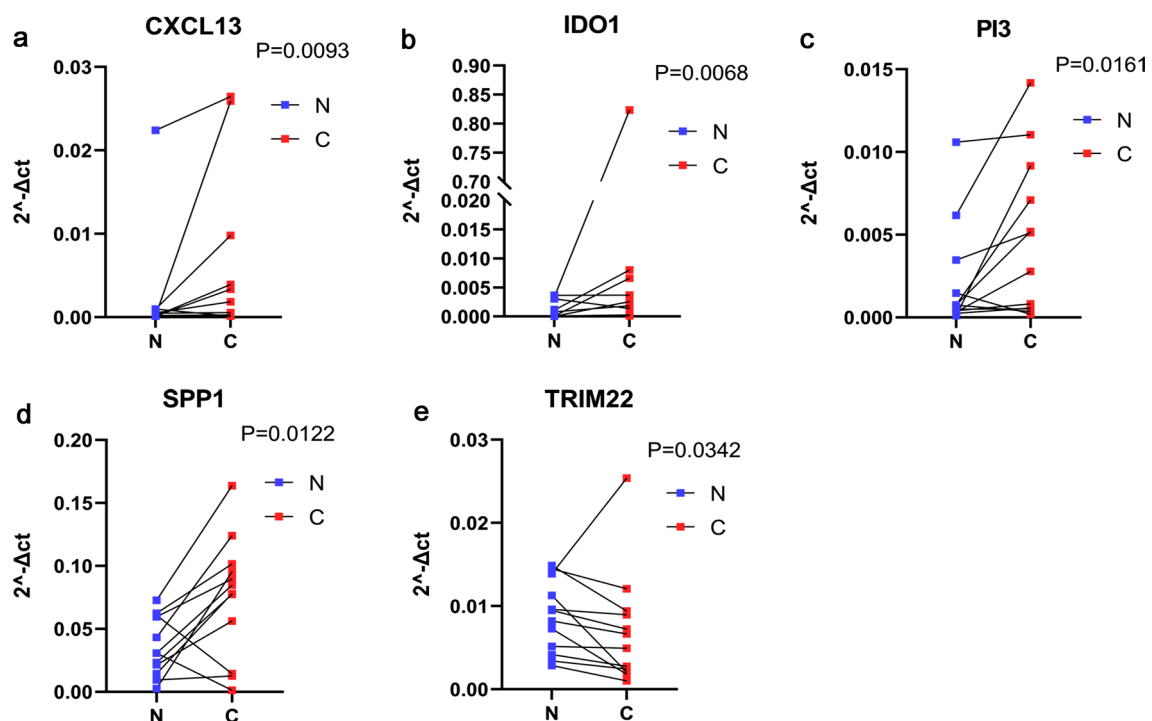 a
CXCL13
P=0.0093
N
C
2^-Δct
0.03
0.02
0.01
0.00
N
C
b
IDO1
P=0.0068
N
C
2^-Δct
0.90
0.85
0.80
0.75
0.70
0.020
0.015
0.010
0.005
0.000
N
C
c
PI3
P=0.0161
N
C
2^-Δct
0.015
0.010
0.005
0.000
N
C
d
SPP1
P=0.0122
N
C
2^-Δct
0.20
0.15
0.10
0.05
0.00
N
C
e
TRIM22
P=0.0342
N
C
2^-Δct
0.03
0.02
0.01
0.00
N
C